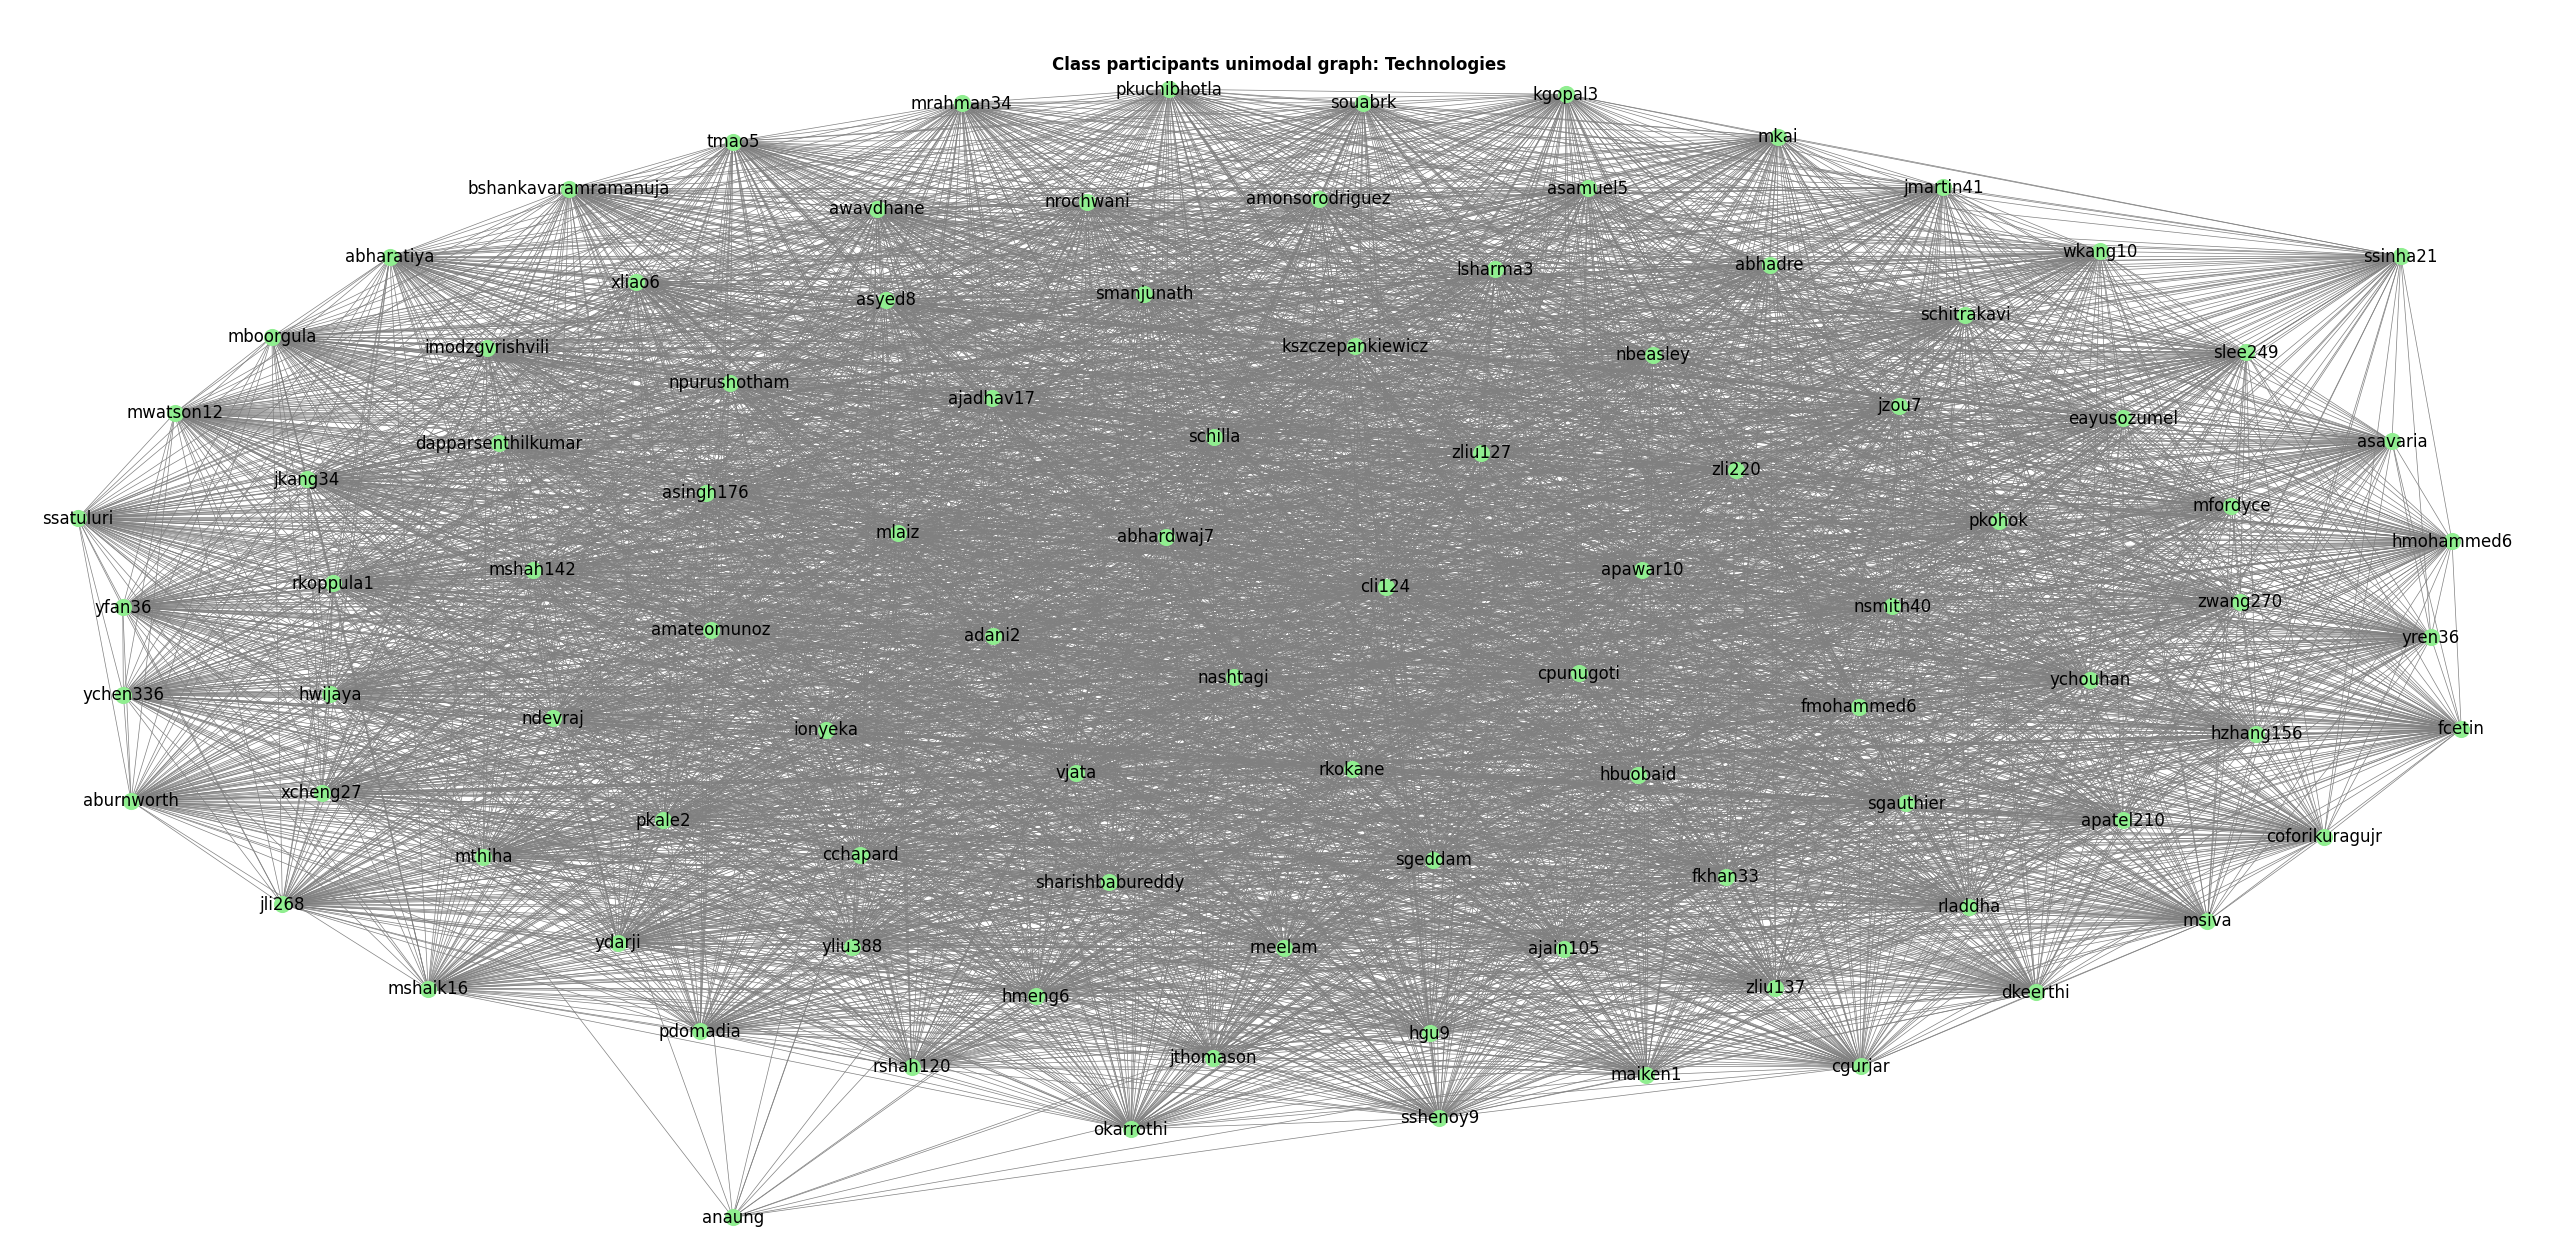 Class participants unimodal graph: Technologies
pkuchibhotla
kgopal3
mrahman34
souabrk
mkai
tmao5
bshankavaramramanuja
asamuel5
jmartin41
amonsorodriguez
nrochwani
awavdhane
wkang10
abharatiya
ssinha21
abhadre
lsharma3
xliao6
smanjunath
asyed8
schitrakavi
mboorgula
kszczepankiewicz
imodzgvrishvili
slee249
nbeasley
npurushotham
ajadhav17
jzou7
mwatson12
eayusozumel
schilla
asavaria
dapparsenthilkumar
zliu127
zli220
jkang34
asingh176
mfordyce
ssatuluri
pkohok
mlaiz
abhardwaj7
hmohammed6
mshah142
apawar10
rkoppula1
cli124
zwang270
nsmith40
yfan36
amateomunoz
adani2
yren36
cpunugoti
nashtagi
ychouhan
ychen336
hwijaya
fmohammed6
ndevraj
ionyeka
fcetin
hzhang156
rkokane
vjata
hbuobaid
xcheng27
aburnworth
sgauthier
pkale2
apatel210
coforikuragujr
cchapard
mthiha
sgeddam
fkhan33
sharishbabureddy
jli268
rladdha
msiva
ydarji
yliu388
rneelam
ajain105
zliu137
mshaik16
dkeerthi
hmeng6
pdomadia
hgu9
jthomason
rshah120
cgurjar
maiken1
sshenoy9
okarrothi
anaung